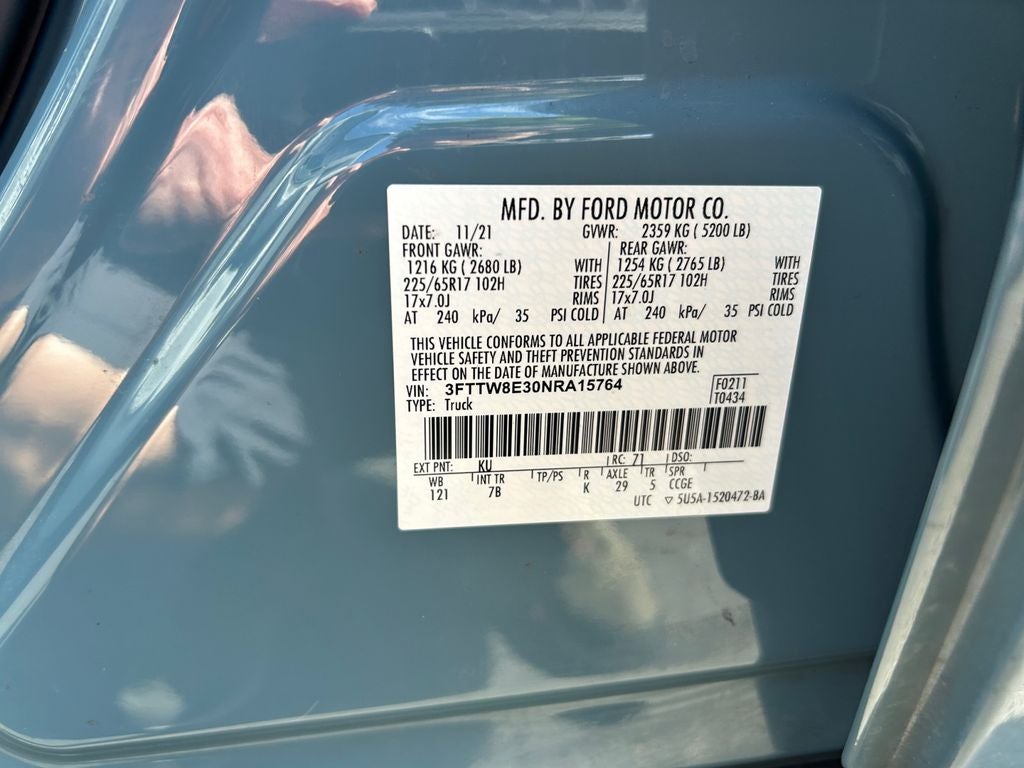 MFD. BY FORD MOTOR CO.
DATE: 11/21 GVWR: 2359 KG ( 5200 LB)
FRONT GAWR: REAR GAWR:
1216 KG ( 2680 LB) WITH 1254 KG ( 2765 LB) WITH
225/65R17 102H TIRES 225/65R17 102H TIRES
17x7.0J RIMS 17x7.0J RIMS
AT 240 kPa/ 35 PSI COLD AT 240 kPa/ 35 PSI COLD
THIS VEHICLE CONFORMS TO ALL APPLICABLE FEDERAL MOTOR
VEHICLE SAFETY AND THEFT PREVENTION STANDARDS IN
EFFECT ON THE DATE OF MANUFACTURE SHOWN ABOVE.
VIN: 3FTTW8E30NRA15764 F0211
TYPE: Truck T0434
EXT PNT: KU RC: 71 DSO:
WB INT TR TP/PS R AXLE TR SPR
121 7B K 29 5 CCGE
UTC ▽ 5U5A-1520472-BA